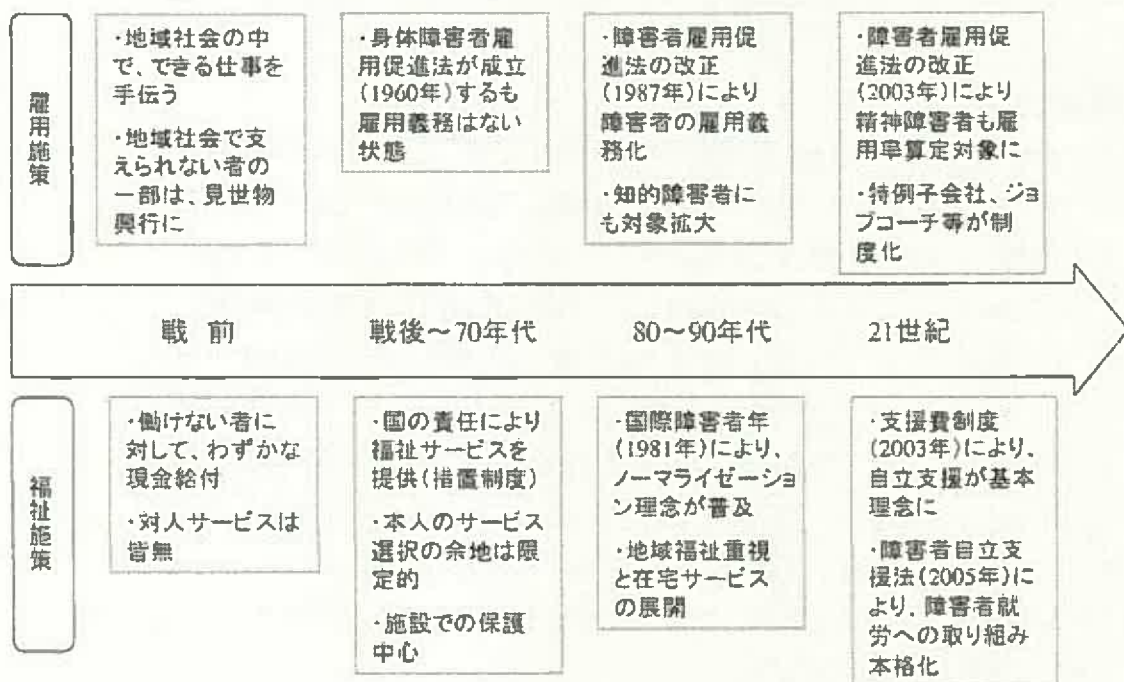 雇用施策
・地域社会の中
で、できる仕事を
手伝う
・地域社会で支
えられない者の
一部は、見世物
興行に
・身体障害者雇
用促進法が成立
(1960年)するも
雇用義務はない
状態
・障害者雇用促
進法の改正
(1987年)により
障害者の雇用義
務化
・知的障害者に
も対象拡大
・障害者雇用促
進法の改正
(2003年)により
精神障害者も雇
用率算定対象に
・特例子会社、ジョ
ブコーチ等が制
度化
戦 前
戦後~70年代
80~90年代
21世紀
福祉施策
・働けない者に
対して、わずかな
現金給付
・対人サービスは
皆無
・国の責任により
福祉サービスを
提供(措置制度)
・本人のサービス
選択の余地は限
定的
・施設での保護
中心
・国際障害者年
(1981年)により、
ノーマライゼーショ
ン理念が普及
・地域福祉重視
と在宅サービス
の展開
・支援費制度
(2003年)により、
自立支援が基本
理念に
・障害者自立支
援法(2005年)に
より、障害者就
労への取り組み
本格化